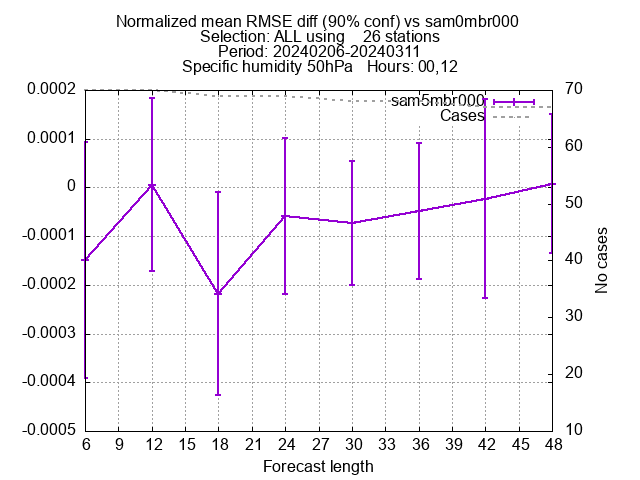 Normalized mean RMSE diff (90% conf) vs sam0mbr000
Selection: ALL using    26 stations
Period: 20240206-20240311
Specific humidity 50hPa   Hours: 00,12
sam5mbr000
Cases
0.0002
0.0001
0
-0.0001
-0.0002
-0.0003
-0.0004
-0.0005
70
60
50
40
30
20
10
No cases
6 9 12 15 18 21 24 27 30 33 36 39 42 45 48
Forecast length